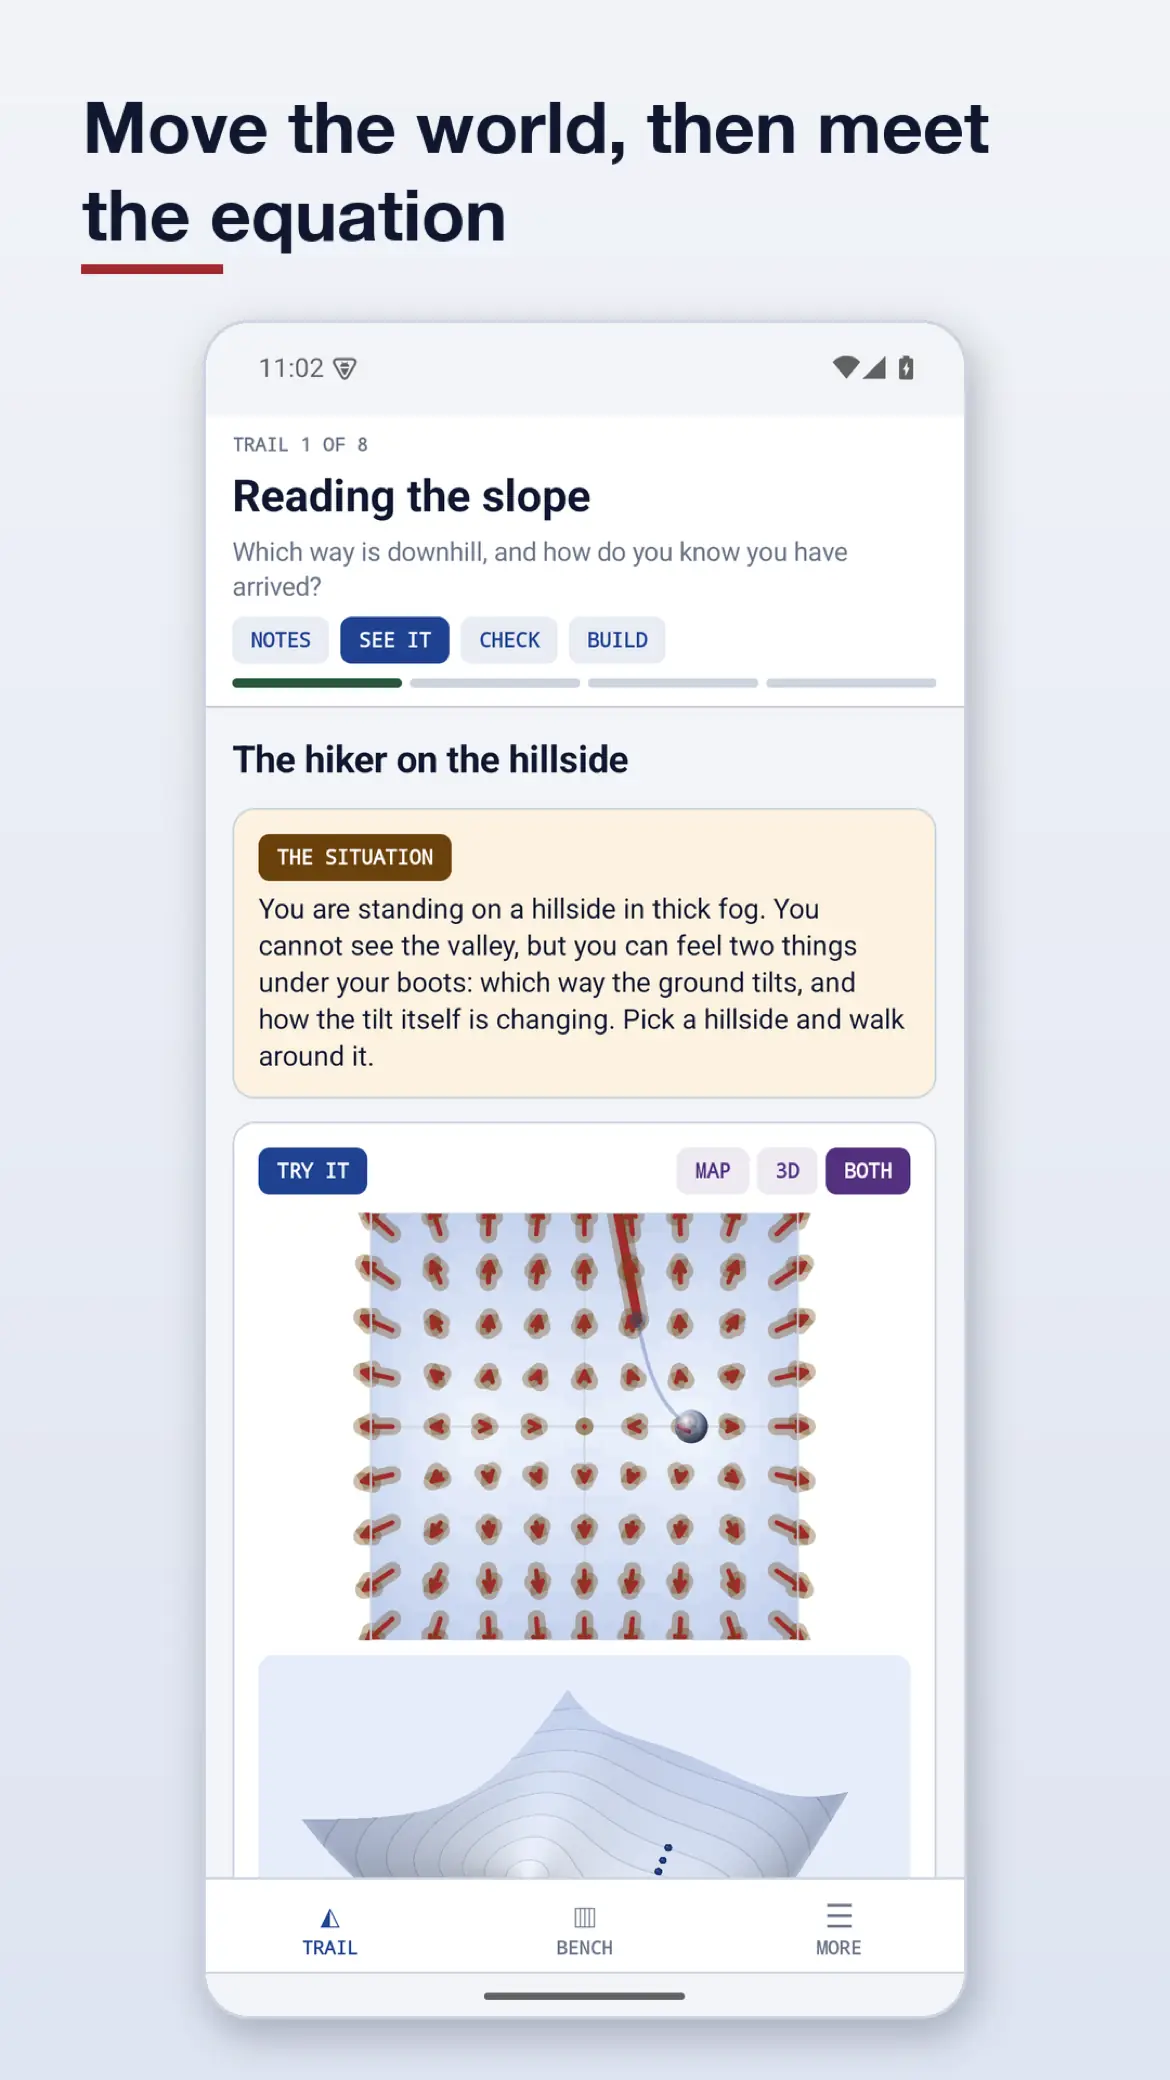 Move the world, then meet
the equation
11:02
TRAIL 1 OF 8
Reading the slope
Which way is downhill, and how do you know you have
arrived?
NOTES SEE IT CHECK BUILD
The hiker on the hillside
THE SITUATION
You are standing on a hillside in thick fog. You
cannot see the valley, but you can feel two things
under your boots: which way the ground tilts, and
how the tilt itself is changing. Pick a hillside and walk
around it.
TRY IT MAP 3D BOTH
TRAIL BENCH MORE